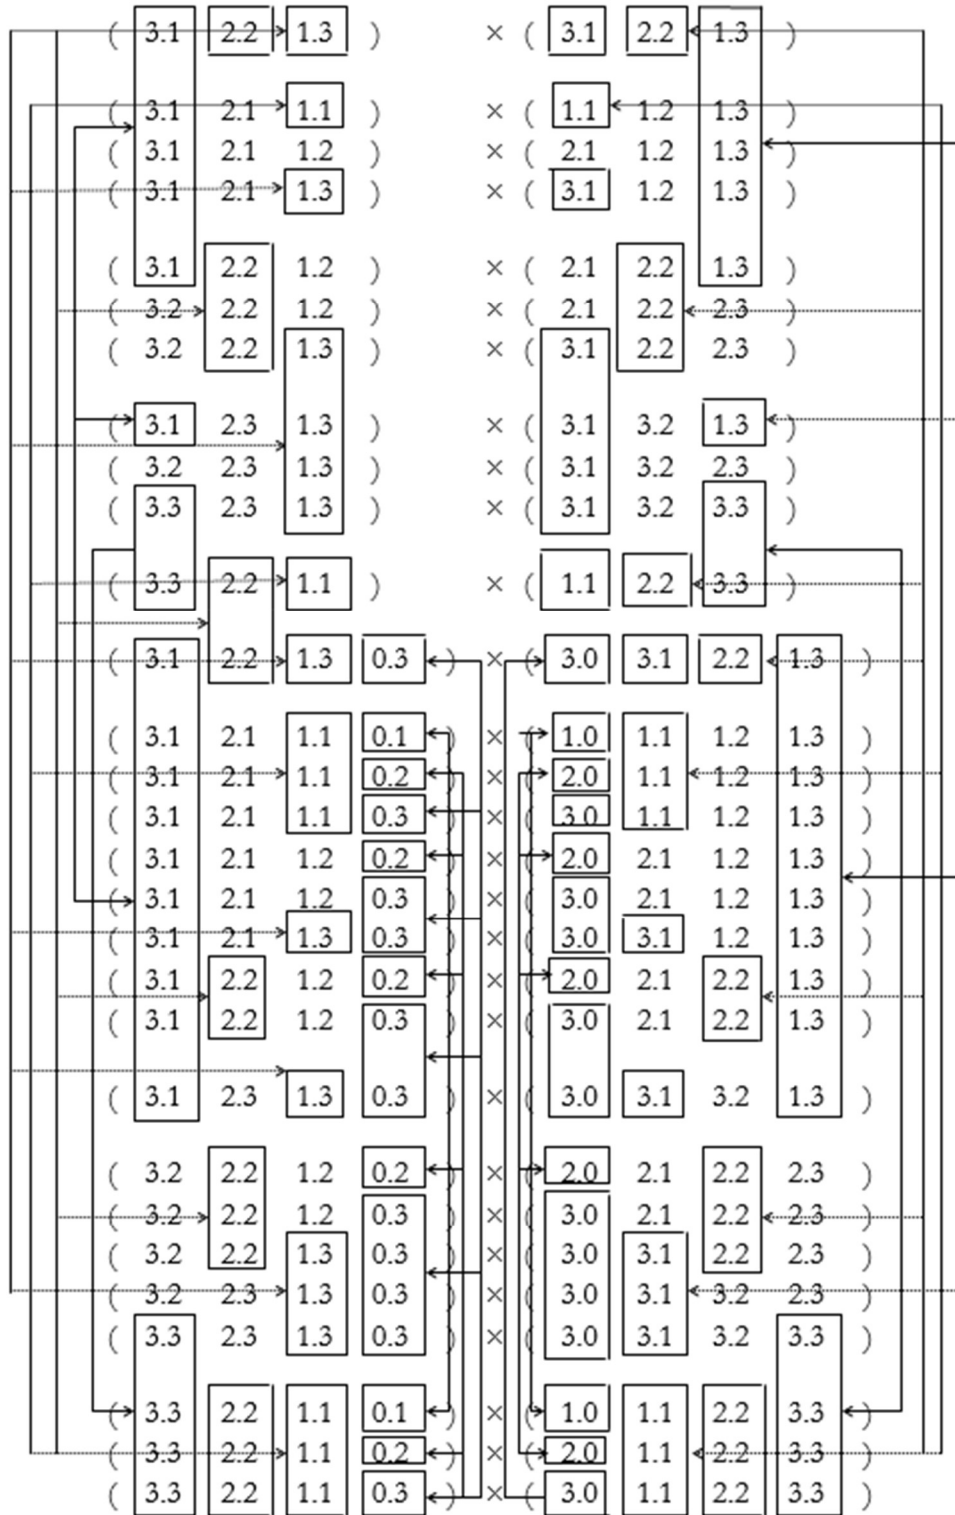 ( 3.1 2.2 1.3 ) × ( 3.1 2.2 1.3 )
( 3.1 2.1 1.1 ) × ( 1.1 1.2 1.3 )
( 3.1 2.1 1.2 ) × ( 2.1 1.2 1.3 )
( 3.1 2.1 1.3 ) × ( 3.1 1.2 1.3 )
( 3.1 2.2 1.2 ) × ( 2.1 2.2 1.3 )
( 3.2 2.2 1.2 ) × ( 2.1 2.2 2.3 )
( 3.2 2.2 1.3 ) × ( 3.1 2.2 2.3 )
( 3.1 2.3 1.3 ) × ( 3.1 3.2 1.3 )
( 3.2 2.3 1.3 ) × ( 3.1 3.2 2.3 )
( 3.3 2.3 1.3 ) × ( 3.1 3.2 3.3 )
( 3.3 2.2 1.1 ) × ( 1.1 2.2 3.3 )
( 3.1 2.2 1.3 0.3 ) × ( 3.0 3.1 2.2 1.3 )
( 3.1 2.1 1.1 0.1 ) × ( 1.0 1.1 1.2 1.3 )
( 3.1 2.1 1.1 0.2 ) × ( 2.0 1.1 1.2 1.3 )
( 3.1 2.1 1.1 0.3 ) × ( 3.0 1.1 1.2 1.3 )
( 3.1 2.1 1.2 0.2 ) × ( 2.0 2.1 1.2 1.3 )
( 3.1 2.1 1.2 0.3 ) × ( 3.0 2.1 1.2 1.3 )
( 3.1 2.1 1.3 0.3 ) × ( 3.0 3.1 1.2 1.3 )
( 3.1 2.2 1.2 0.2 ) × ( 2.0 2.1 2.2 1.3 )
( 3.1 2.2 1.2 0.3 ) × ( 3.0 2.1 2.2 1.3 )
( 3.1 2.3 1.3 0.3 ) × ( 3.0 3.1 3.2 1.3 )
( 3.2 2.2 1.2 0.2 ) × ( 2.0 2.1 2.2 2.3 )
( 3.2 2.2 1.2 0.3 ) × ( 3.0 2.1 2.2 2.3 )
( 3.2 2.2 1.3 0.3 ) × ( 3.0 3.1 2.2 2.3 )
( 3.2 2.3 1.3 0.3 ) × ( 3.0 3.1 3.2 2.3 )
( 3.3 2.3 1.3 0.3 ) × ( 3.0 3.1 3.2 3.3 )
( 3.3 2.2 1.1 0.1 ) × ( 1.0 1.1 2.2 3.3 )
( 3.3 2.2 1.1 0.2 ) × ( 2.0 1.1 2.2 3.3 )
( 3.3 2.2 1.1 0.3 ) × ( 3.0 1.1 2.2 3.3 )